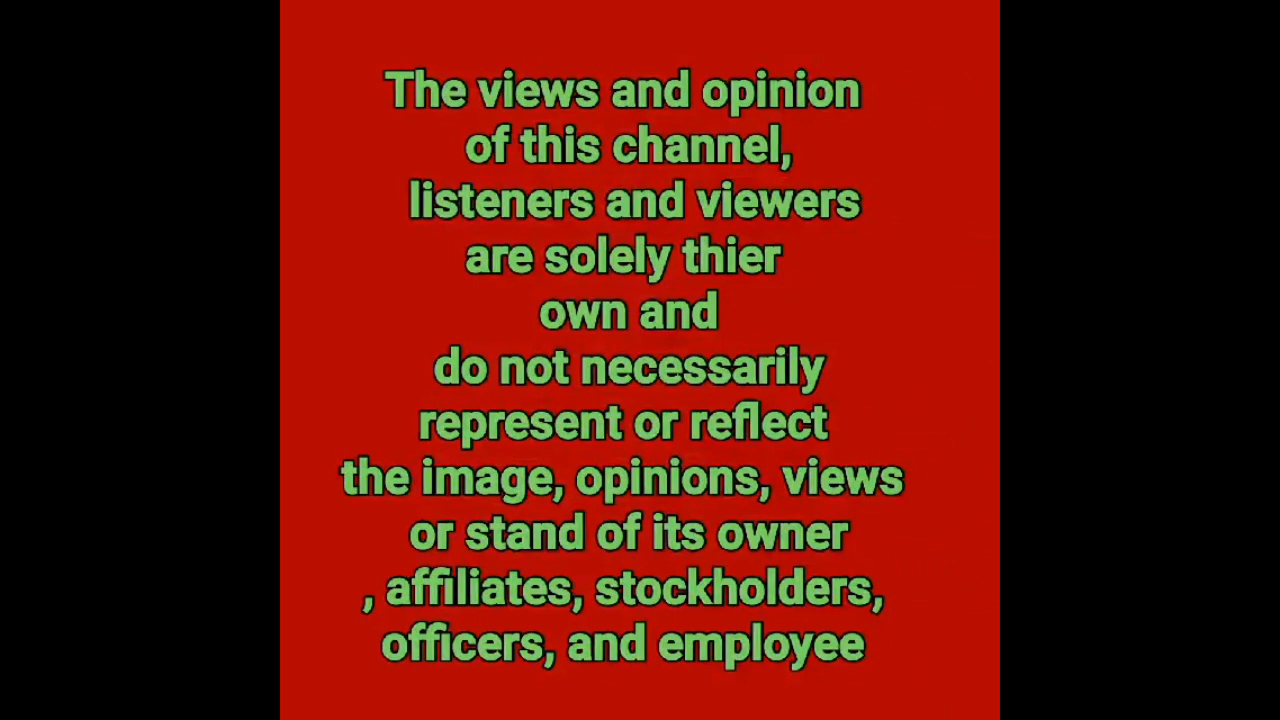 The views and opinion
of this channel,
listeners and viewers
are solely thier
own and
do not necessarily
represent or reflect
the image, opinions, views
or stand of its owner
, affiliates, stockholders,
officers, and employee